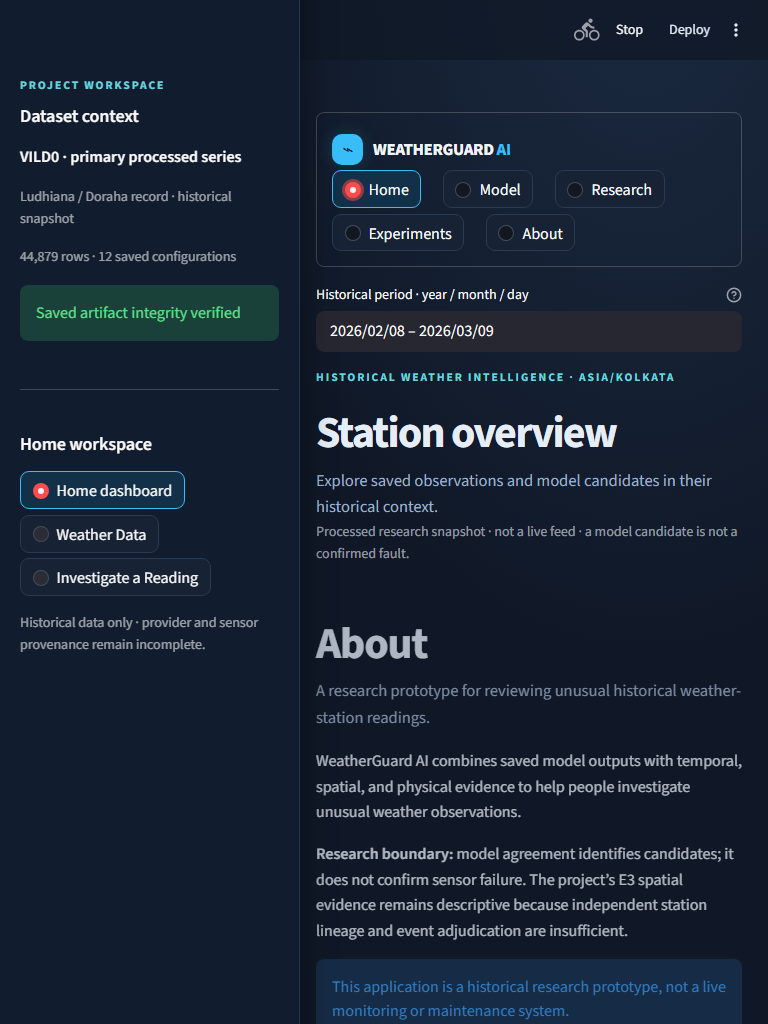 Stop
Deploy
PROJECT WORKSPACE
Dataset context
VILD0 · primary processed series
Ludhiana / Doraha record · historical
snapshot
44,879 rows · 12 saved configurations
Saved artifact integrity verified
Home workspace
Home dashboard
Weather Data
Investigate a Reading
Historical data only · provider and sensor
provenance remain incomplete.
WEATHERGUARD AI
Home
Model
Research
Experiments
About
Historical period · year / month / day
2026/02/08 – 2026/03/09
HISTORICAL WEATHER INTELLIGENCE · ASIA/KOLKATA
Station overview
Explore saved observations and model candidates in their
historical context.
Processed research snapshot · not a live feed · a model candidate is not a
confirmed fault.
About
A research prototype for reviewing unusual historical weather-
station readings.
WeatherGuard AI combines saved model outputs with temporal,
spatial, and physical evidence to help people investigate
unusual weather observations.
Research boundary: model agreement identifies candidates; it
does not confirm sensor failure. The project’s E3 spatial
evidence remains descriptive because independent station
lineage and event adjudication are insufficient.
This application is a historical research prototype, not a live
monitoring or maintenance system.